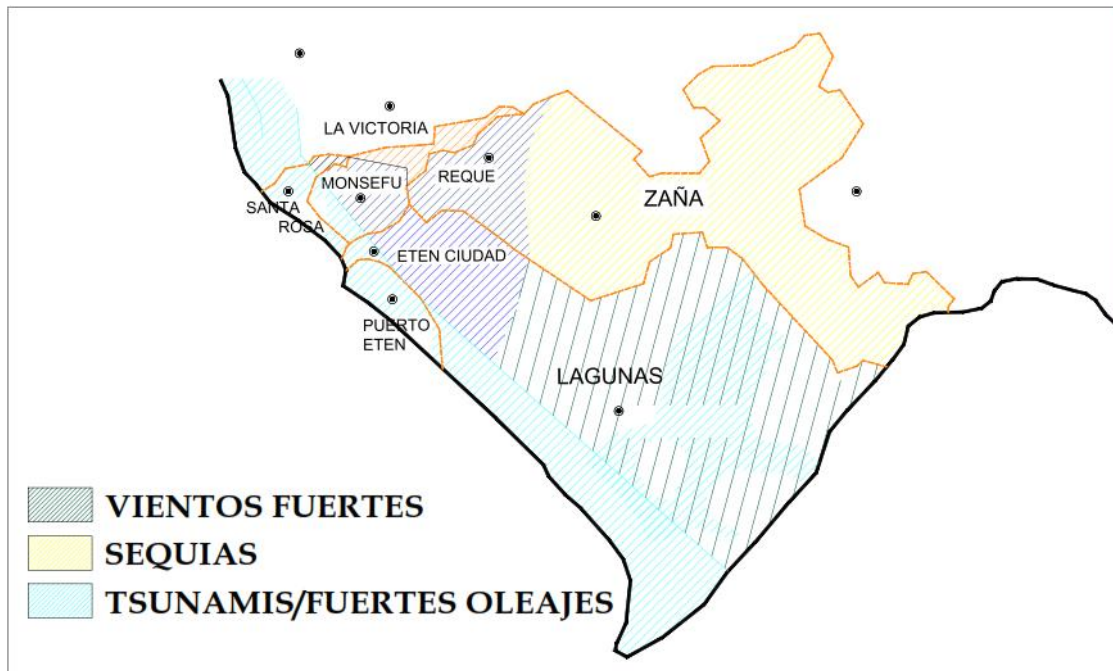 LA VICTORIA
REQUE
MONSEFU
ZAÑA
SANTA
ROSA
ETEN CIUDAD
PUERTO
ETEN
LAGUNAS
VIENTOS FUERTES
SEQUIAS
TSUNAMIS/FUERTES OLEAJES